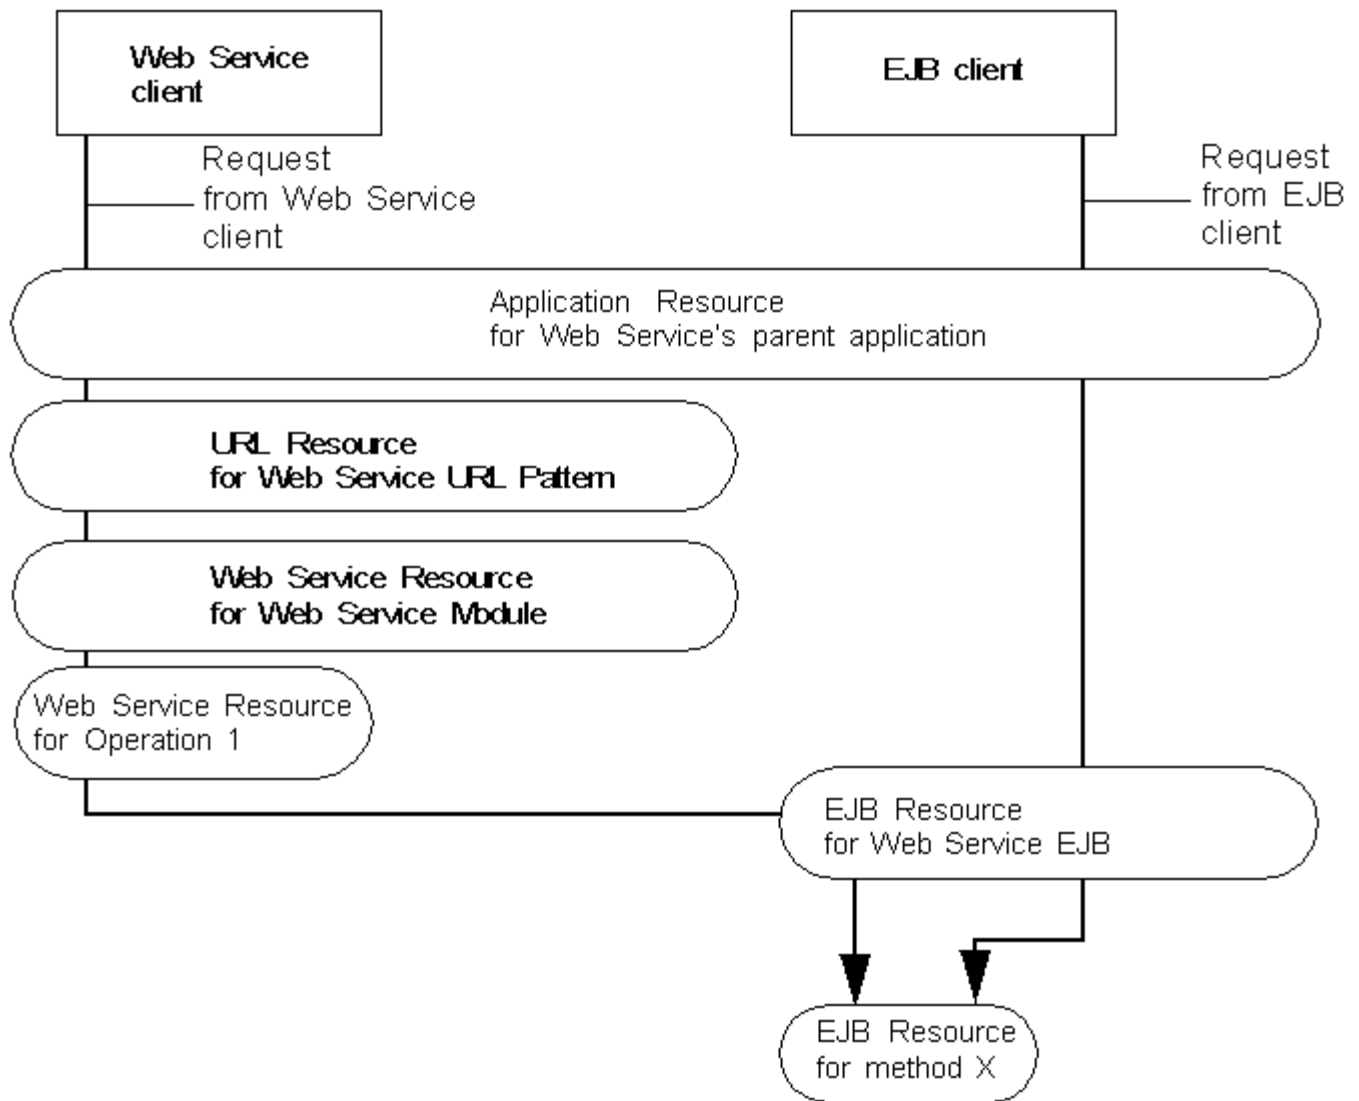 Web Service
client
EJB client
Request
from Web Service
client
Request
from EJB
client
Application Resource
for Web Service's parent application
URL Resource
for Web Service URL Pattern
Web Service Resource
for Web Service Module
Web Service Resource
for Operation 1
EJB Resource
for Web Service EJB
EJB Resource
for method X